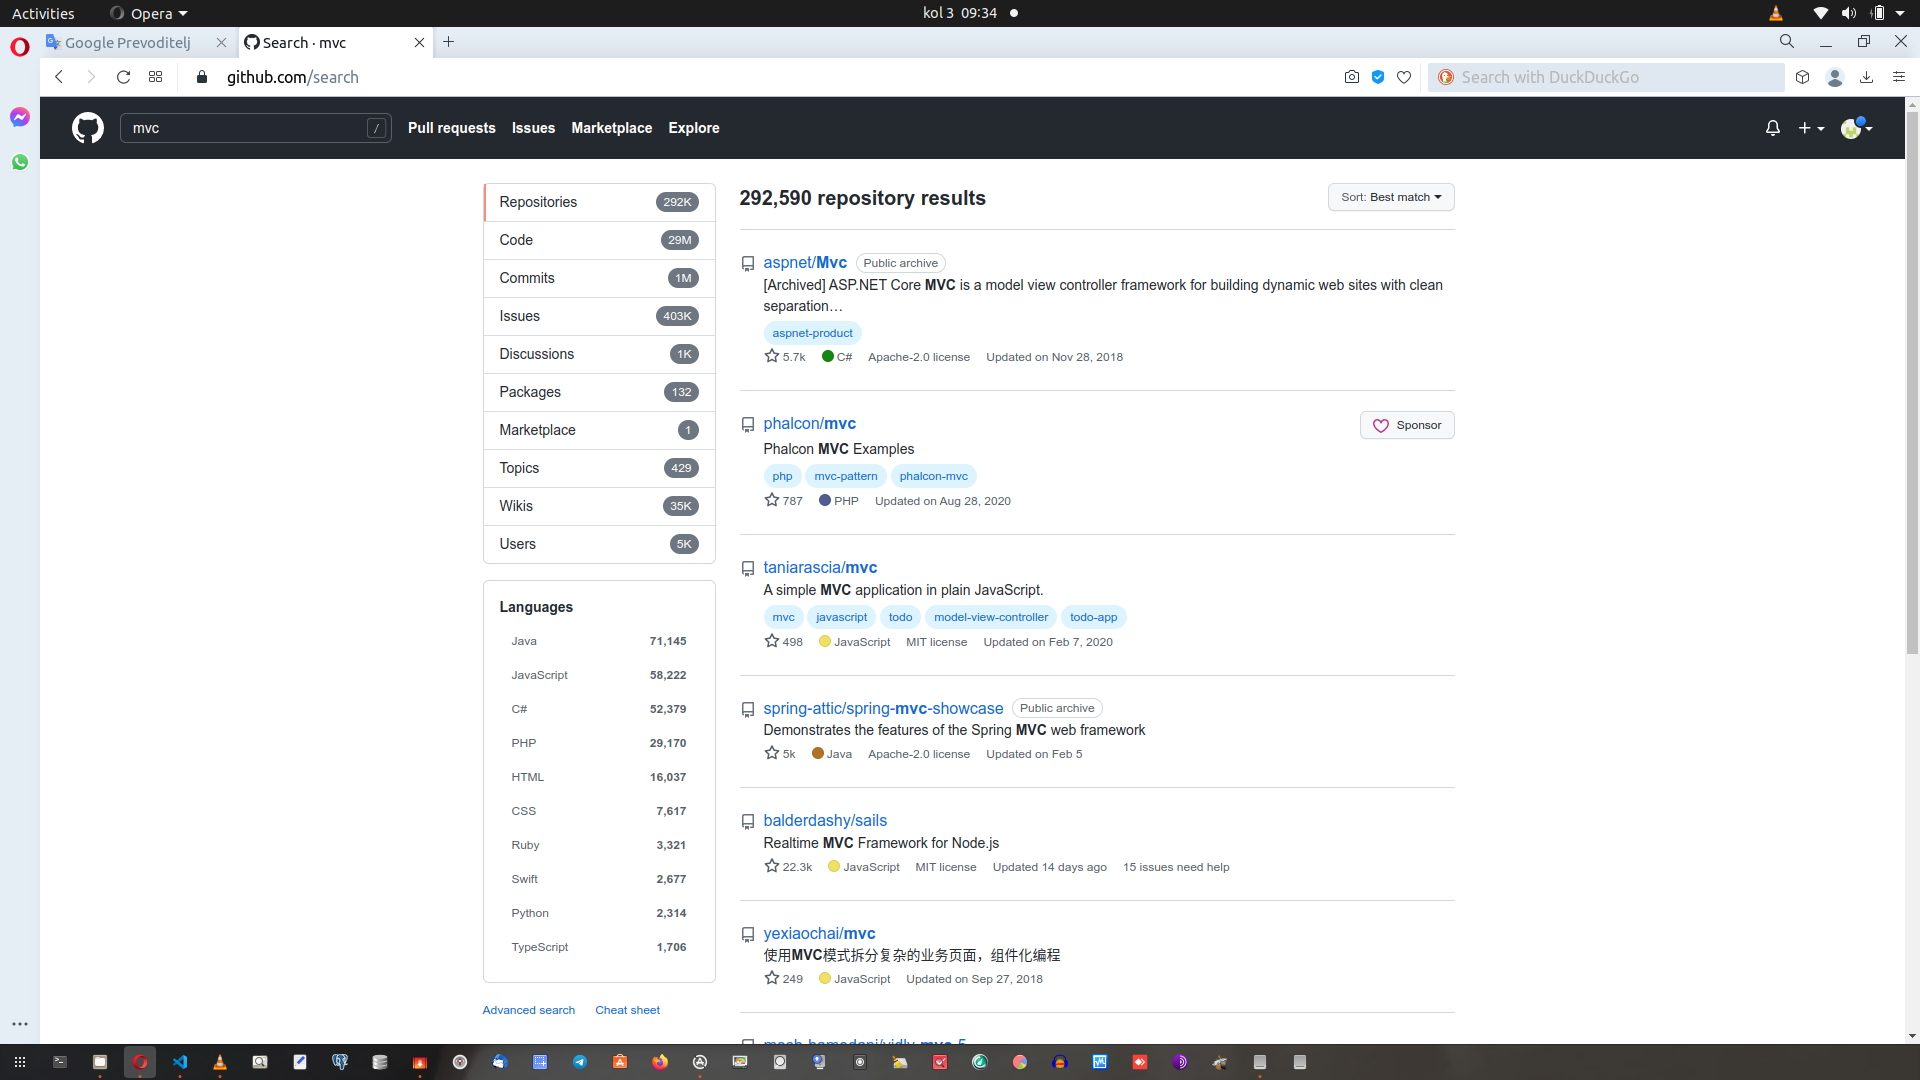 Activities
Opera
kol 3 09:34
Google Prevoditelj
Search · mvc
github.com/search
Search with DuckDuckGo
mvc
/
Pull requests
Issues
Marketplace
Explore
Repositories 292K
Code 29M
Commits 1M
Issues 403K
Discussions 1K
Packages 132
Marketplace 1
Topics 429
Wikis 35K
Users 5K
Languages
Java 71,145
JavaScript 58,222
C# 52,379
PHP 29,170
HTML 16,037
CSS 7,617
Ruby 3,321
Swift 2,677
Python 2,314
TypeScript 1,706
Advanced search
Cheat sheet
292,590 repository results
Sort: Best match
aspnet/Mvc Public archive
[Archived] ASP.NET Core MVC is a model view controller framework for building dynamic web sites with clean
separation…
aspnet-product
5.7k C# Apache-2.0 license Updated on Nov 28, 2018
phalcon/mvc
Sponsor
Phalcon MVC Examples
php mvc-pattern phalcon-mvc
787 PHP Updated on Aug 28, 2020
taniarascia/mvc
A simple MVC application in plain JavaScript.
mvc javascript todo model-view-controller todo-app
498 JavaScript MIT license Updated on Feb 7, 2020
spring-attic/spring-mvc-showcase Public archive
Demonstrates the features of the Spring MVC web framework
5k Java Apache-2.0 license Updated on Feb 5
balderdashy/sails
Realtime MVC Framework for Node.js
22.3k JavaScript MIT license Updated 14 days ago 15 issues need help
yexiaochai/mvc
使用MVC模式拆分复杂的业务页面，组件化编程
249 JavaScript Updated on Sep 27, 2018
mosh-hamedani/vidly-mvc-5